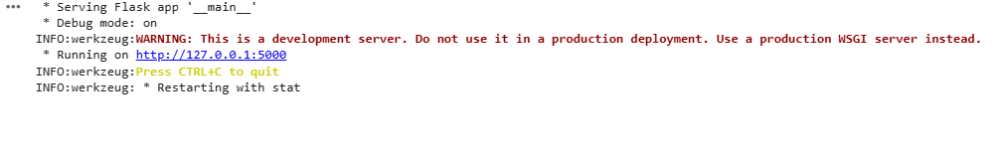 * Serving Flask app '__main__'
* Debug mode: on
INFO:werkzeug:WARNING: This is a development server. Do not use it in a production deployment. Use a production WSGI server instead.
* Running on http://127.0.0.1:5000
INFO:werkzeug:Press CTRL+C to quit
INFO:werkzeug: * Restarting with stat